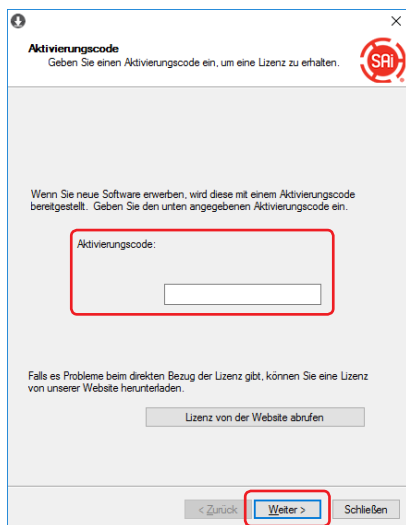 Aktivierungscode
Geben Sie einen Aktivierungscode ein, um eine Lizenz zu erhalten.
SAi
Wenn Sie neue Software erwerben, wird diese mit einem Aktivierungscode
bereitgestellt. Geben Sie den unten angegebenen Aktivierungscode ein.
Aktivierungscode:
Falls es Probleme beim direkten Bezug der Lizenz gibt, können Sie eine Lizenz
von unserer Website herunterladen.
Lizenz von der Website abrufen
< Zurück Weiter > Schließen